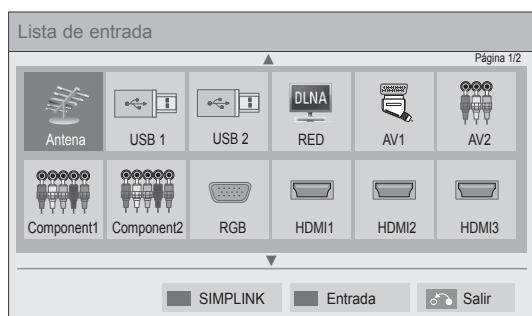 Lista de entrada
Página 1/2
Antena USB 1 USB 2 DLNA RED AV1 AV2
Component1 Component2 RGB HDMI1 HDMI2 HDMI3
SIMPLINK Entrada Salir